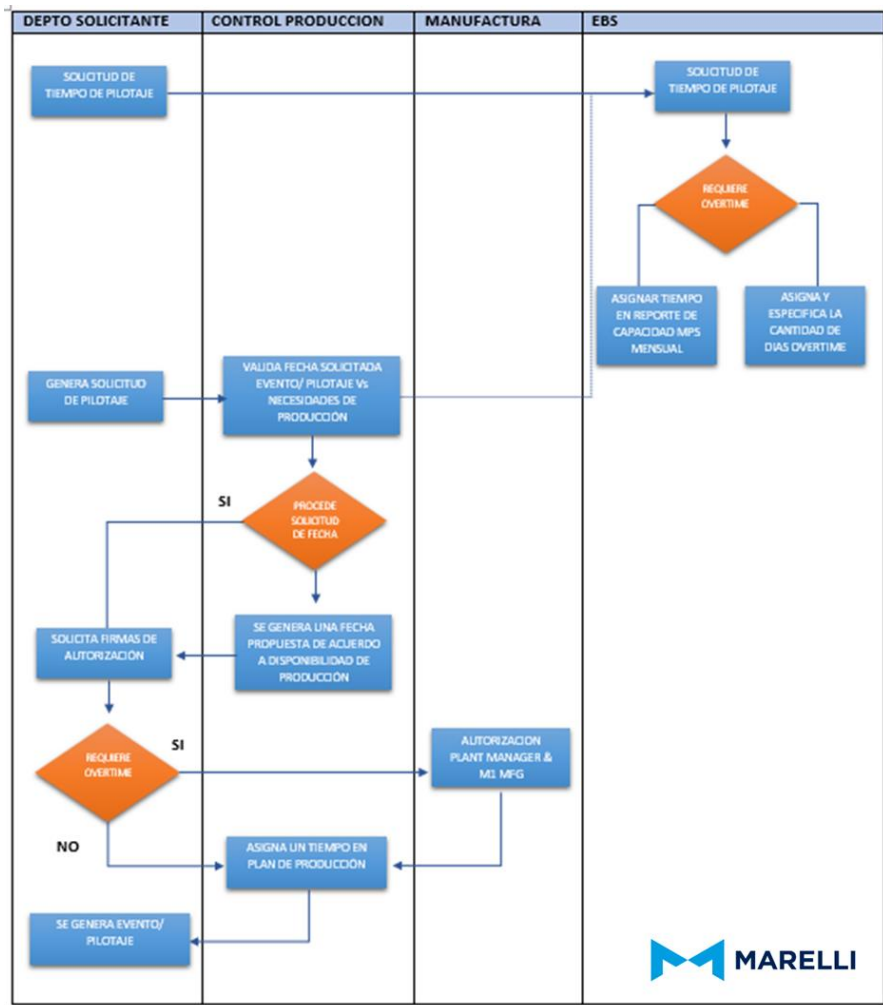 DEPTO SOLICITANTE
CONTROL PRODUCCION
MANUFACTURA
EBS
SOLICITUD DE
TIEMPO DE PILOTAJE
SOLICITUD DE
TIEMPO DE PILOTAJE
REQUIERE
OVERTIME
ASIGNAR TIEMPO
EN REPORTE DE
CAPACIDAD MPS
MENSUAL
ASIGNA Y
ESPECIFICA LA
CANTIDAD DE
DIAS OVERTIME
GENERA SOLICITUD
DE PILOTAJE
VALIDA FECHA SOLICITADA
EVENTO/ PILOTAJE Vs
NECESIDADES DE
PRODUCCIÓN
SI
PROCEDE
SOLICITUD
DE FECHA
SOLICITA FIRMAS DE
AUTORIZACIÓN
SE GENERA UNA FECHA
PROPUESTA DE ACUERDO
A DISPONIBILIDAD DE
PRODUCCIÓN
REQUIERE
OVERTIME
SI
AUTORIZACION
PLANT MANAGER &
M1 MFG
NO
ASIGNA UN TIEMPO EN
PLAN DE PRODUCCIÓN
SE GENERA EVENTO/
PILOTAJE
MARELLI